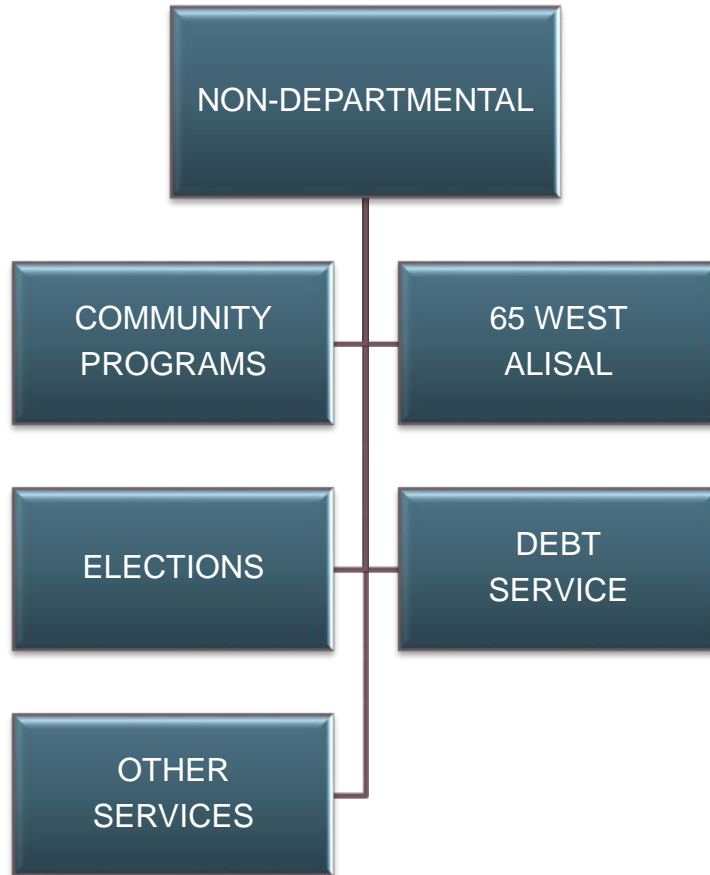 NON-DEPARTMENTAL
COMMUNITY
PROGRAMS
65 WEST
ALISAL
ELECTIONS
DEBT
SERVICE
OTHER
SERVICES